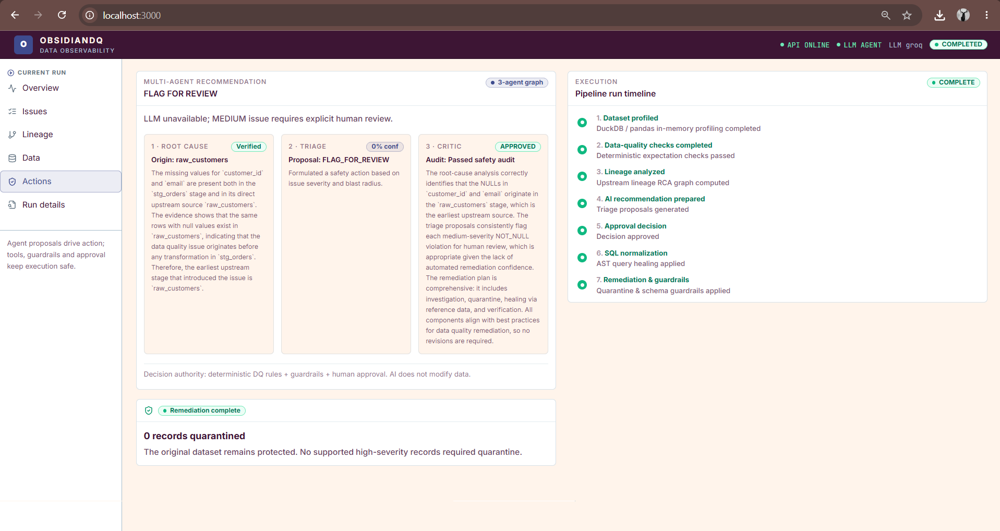 localhost:3000
O
OBSIDIANDQ
DATA OBSERVABILITY
API ONLINE
LLM AGENT
LLM groq
COMPLETED
CURRENT RUN
Overview
Issues
Lineage
Data
Actions
Run details
Agent proposals drive action;
tools, guardrails and approval
keep execution safe.
MULTI-AGENT RECOMMENDATION
3-agent graph
FLAG FOR REVIEW
LLM unavailable; MEDIUM issue requires explicit human review.
1 · ROOT CAUSE
Verified
Origin: raw_customers
The missing values for `customer_id`
and `email` are present both in the
`stg_orders` stage and in its direct
upstream source `raw_customers`.
The evidence shows that the same
rows with null values exist in
`raw_customers`, indicating that the
data quality issue originates before
any transformation in `stg_orders`.
Therefore, the earliest upstream
stage that introduced the issue is
`raw_customers`.
2 · TRIAGE
0% conf
Proposal: FLAG_FOR_REVIEW
Formulated a safety action based on
issue severity and blast radius.
3 · CRITIC
APPROVED
Audit: Passed safety audit
The root-cause analysis correctly
identifies that the NULLs in
`customer_id` and `email` originate in
the `raw_customers` stage, which is
the earliest upstream source. The
triage proposals consistently flag
each medium-severity NOT_NULL
violation for human review, which is
appropriate given the lack of
automated remediation confidence.
The remediation plan is
comprehensive: it includes
investigation, quarantine, healing via
reference data, and verification. All
components align with best practices
for data quality remediation, so no
revisions are required.
Decision authority: deterministic DQ rules + guardrails + human approval. AI does not modify data.
Remediation complete
0 records quarantined
The original dataset remains protected. No supported high-severity records required quarantine.
EXECUTION
COMPLETE
Pipeline run timeline
1. Dataset profiled
DuckDB / pandas in-memory profiling completed
2. Data-quality checks completed
Deterministic expectation checks passed
3. Lineage analyzed
Upstream lineage RCA graph computed
4. AI recommendation prepared
Triage proposals generated
5. Approval decision
Decision approved
6. SQL normalization
AST query healing applied
7. Remediation & guardrails
Quarantine & schema guardrails applied